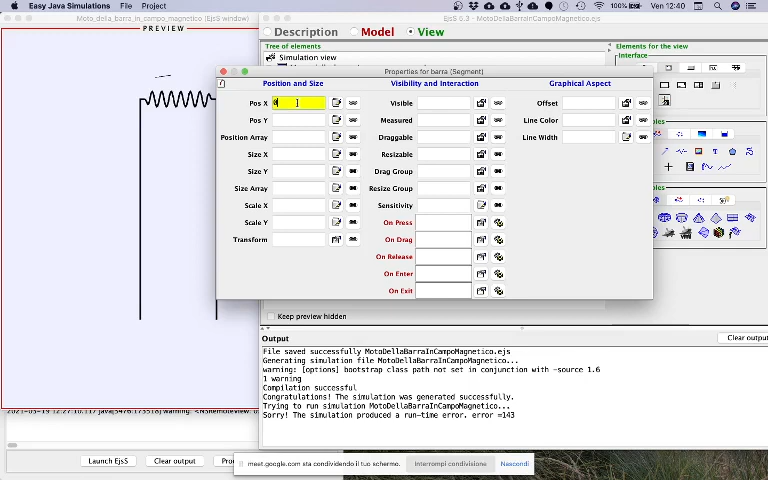 Easy Java Simulations File Project 100% Ven 12:40
Moto_della_barra_in_campo_magnetico (EjsS window)
EjsS 6.3 - MotoDellaBarraInCampoMagnetico.ejs
PREVIEW
Description Model View
Tree of elements
Elements for the view
Simulation view
Interface
Properties for barra (Segment)
Position and Size Visibility and Interaction Graphical Aspect
Pos X 0 Visible Offset
Pos Y Measured Line Color
Position Array Draggable Line Width
Size X Resizable
Size Y Drag Group
Size Array Resize Group
Scale X Sensitivity
Scale Y On Press
Transform On Drag
On Release
On Enter
On Exit
Keep preview hidden
Output
Clear output
File saved successfully MotoDellaBarraInCampoMagnetico.ejs
Generating simulation file MotoDellaBarraInCampoMagnetico...
warning: [options] bootstrap class path not set in conjunction with -source 1.6
1 warning
Compilation successful
Congratulations! The simulation was generated successfully.
Trying to run simulation MotoDellaBarraInCampoMagnetico...
Sorry! The simulation produced a run-time error. error =143
Launch EjsS Clear output
meet.google.com sta condividendo il tuo schermo. Interrompi condivisione Nascondi